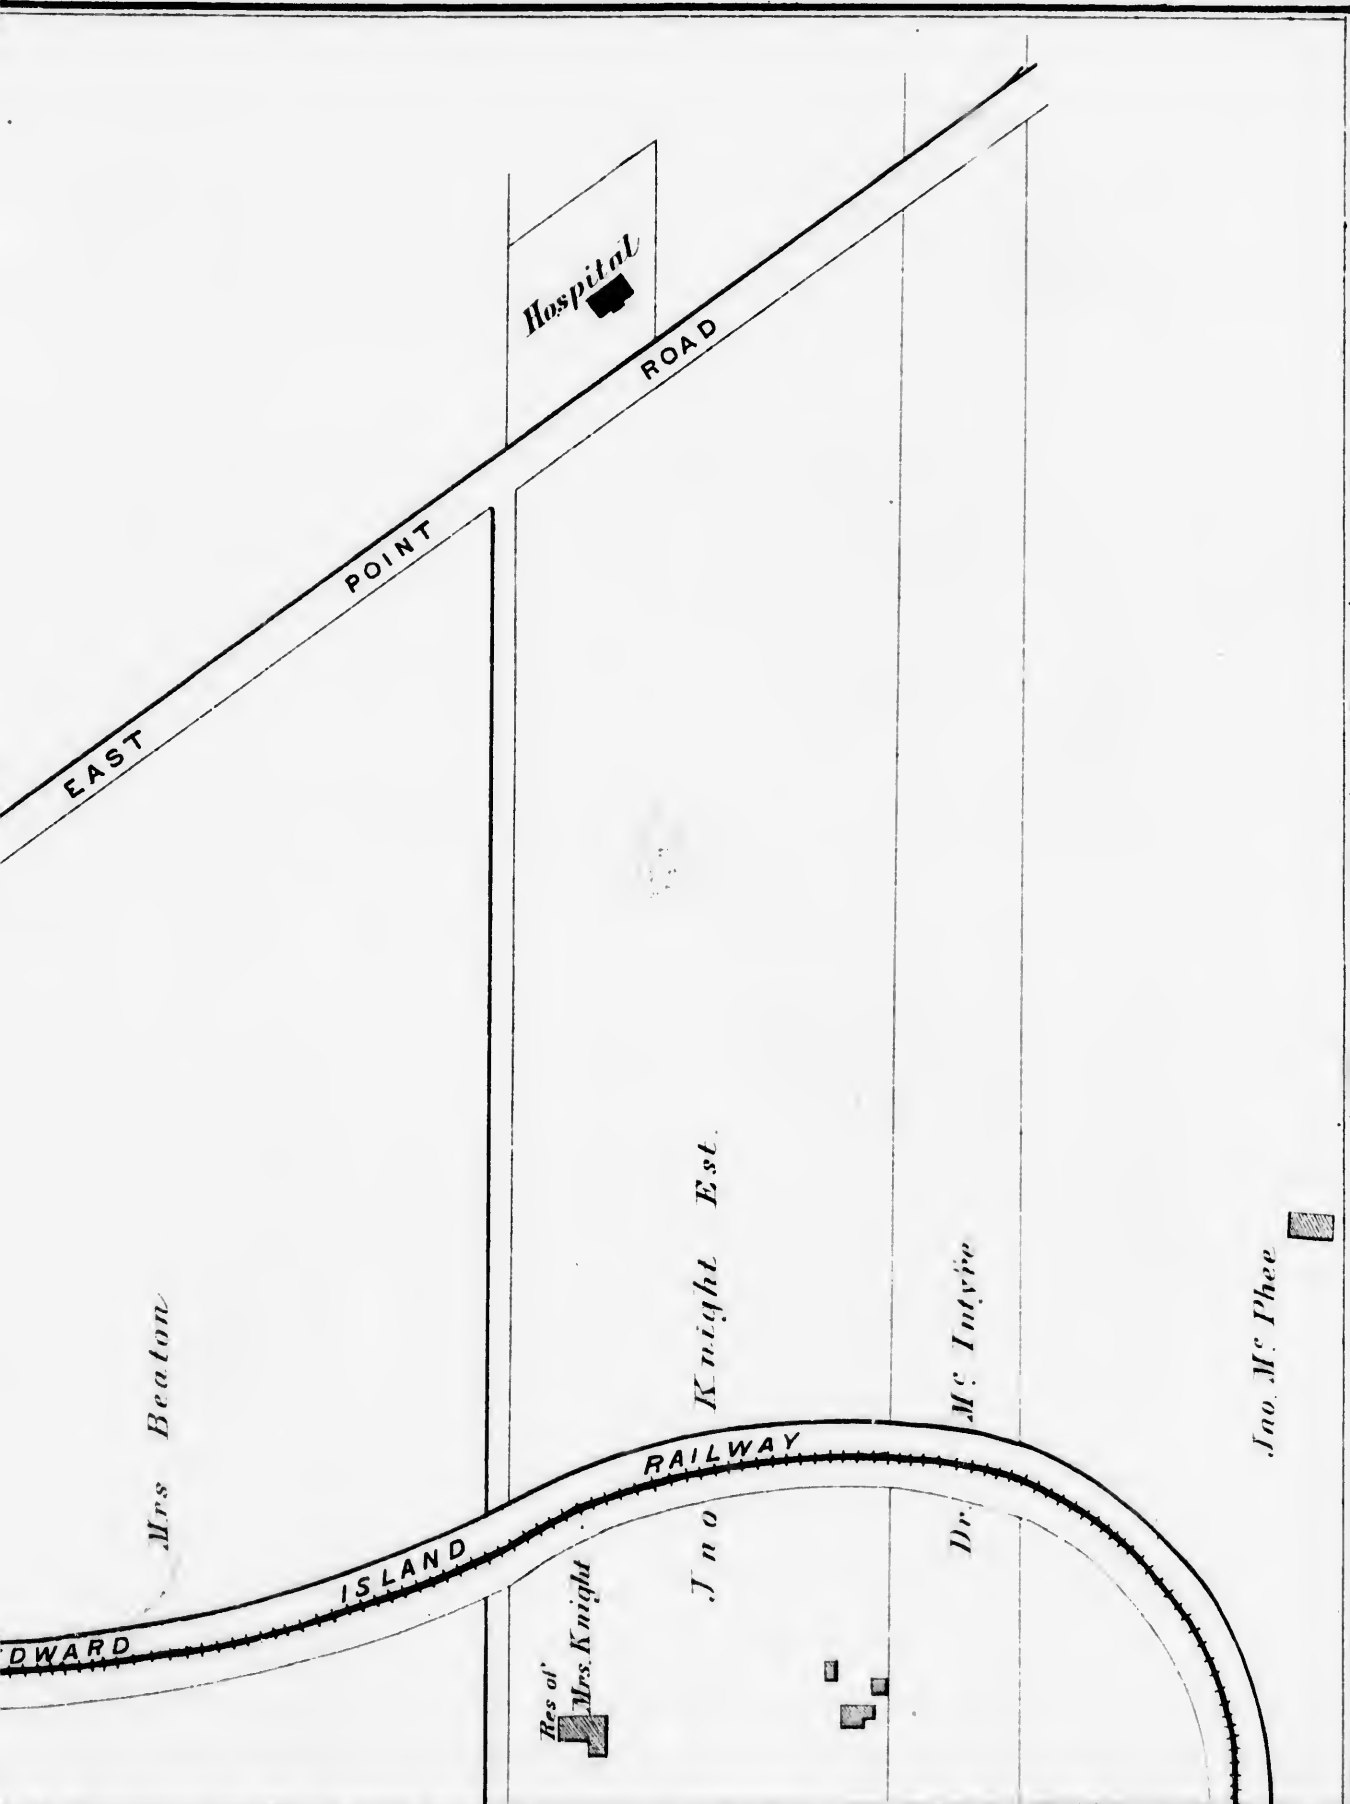 Hospital
EAST POINT ROAD
Mrs Beaton
Jno Knight Est.
Dr. Mc Intyre
Jno. Mc Phee
DWARD ISLAND RAILWAY
Res of
Mrs. Knight